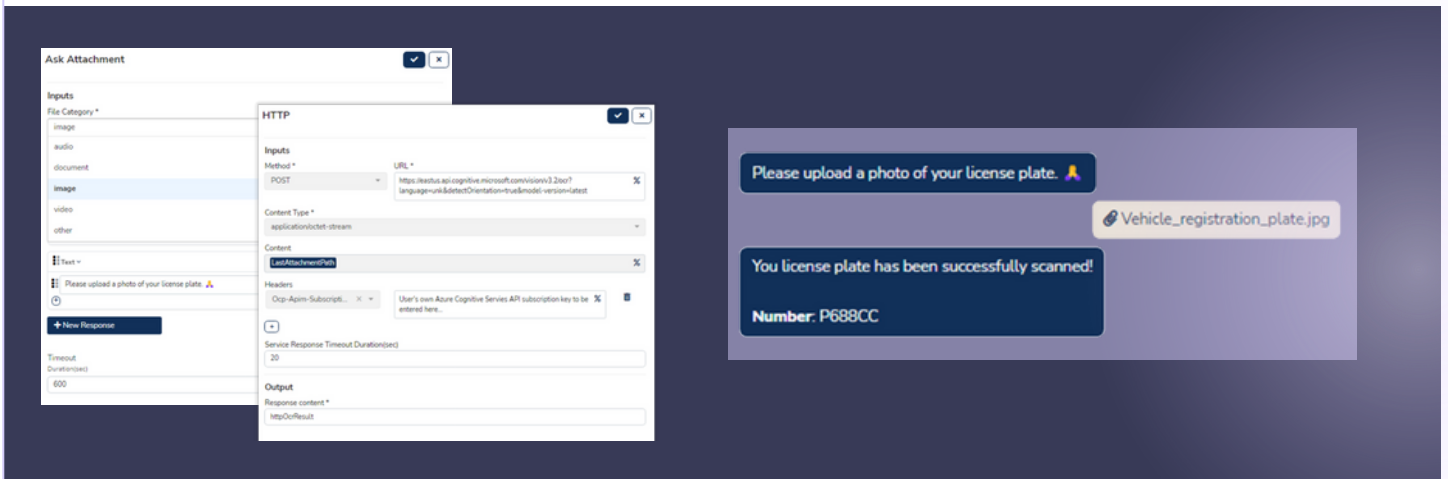 Ask Attachment
Inputs
File Category *
image
audio
document
image
video
other
Text
Please upload a photo of your license plate. 🙏
+ New Response
Timeout
Duration(sec)
600
HTTP
Inputs
Method *
URL *
POST
https://eastus.api.cognitive.microsoft.com/vision/v3.2/ocr?
language=unk&detectOrientation=true&model-version=latest
Content Type *
application/octet-stream
Content
LastAttachmentPath
Headers
Ocp-Apim-Subscripti...
User's own Azure Cognitive Servies API subscription key to be
entered here...
+
Service Response Timeout Duration(sec)
20
Output
Response content *
httpOcrResult
Please upload a photo of your license plate. 🙏
Vehicle_registration_plate.jpg
You license plate has been successfully scanned!
Number: P688CC